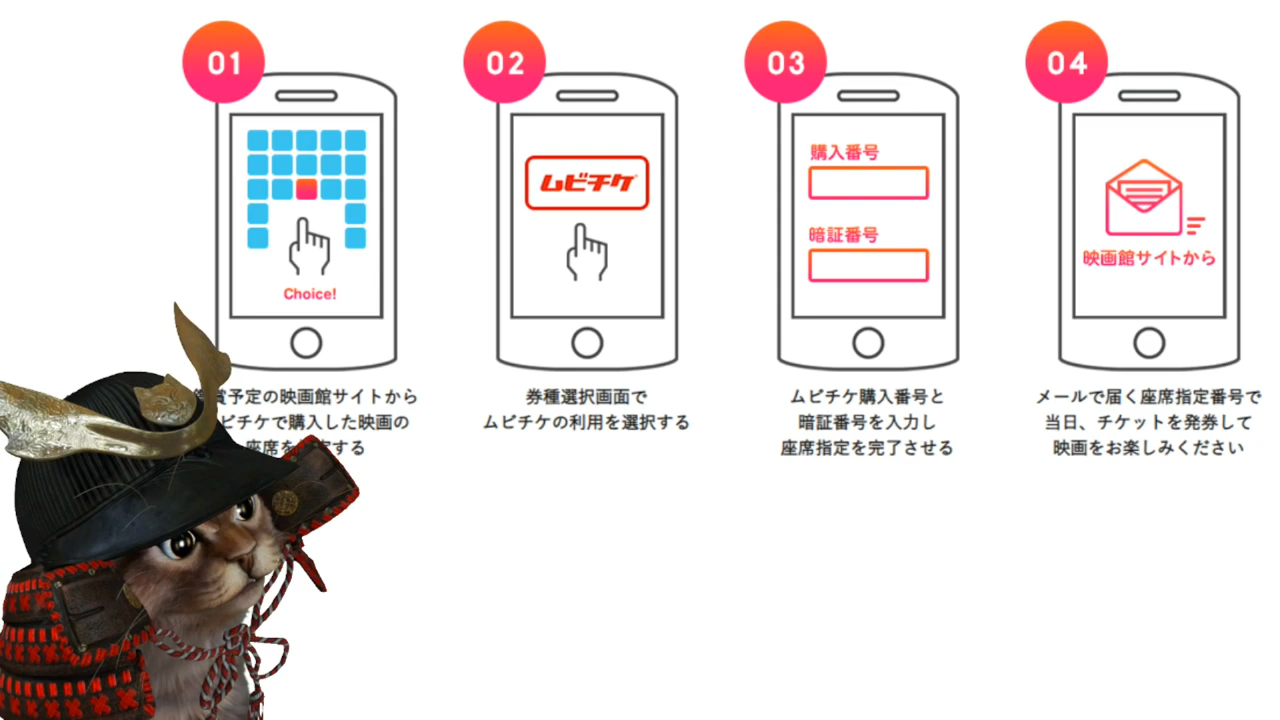 01
Choice!
賞予定の映画館サイトから
ビチケで購入した映画の
座席を
定する
02
ムビチケ
券種選択画面で
ムビチケの利用を選択する
03
購入番号
暗証番号
ムビチケ購入番号と
暗証番号を入力し
座席指定を完了させる
04
映画館サイトから
メールで届く座席指定番号で
当日、チケットを発券して
映画をお楽しみください